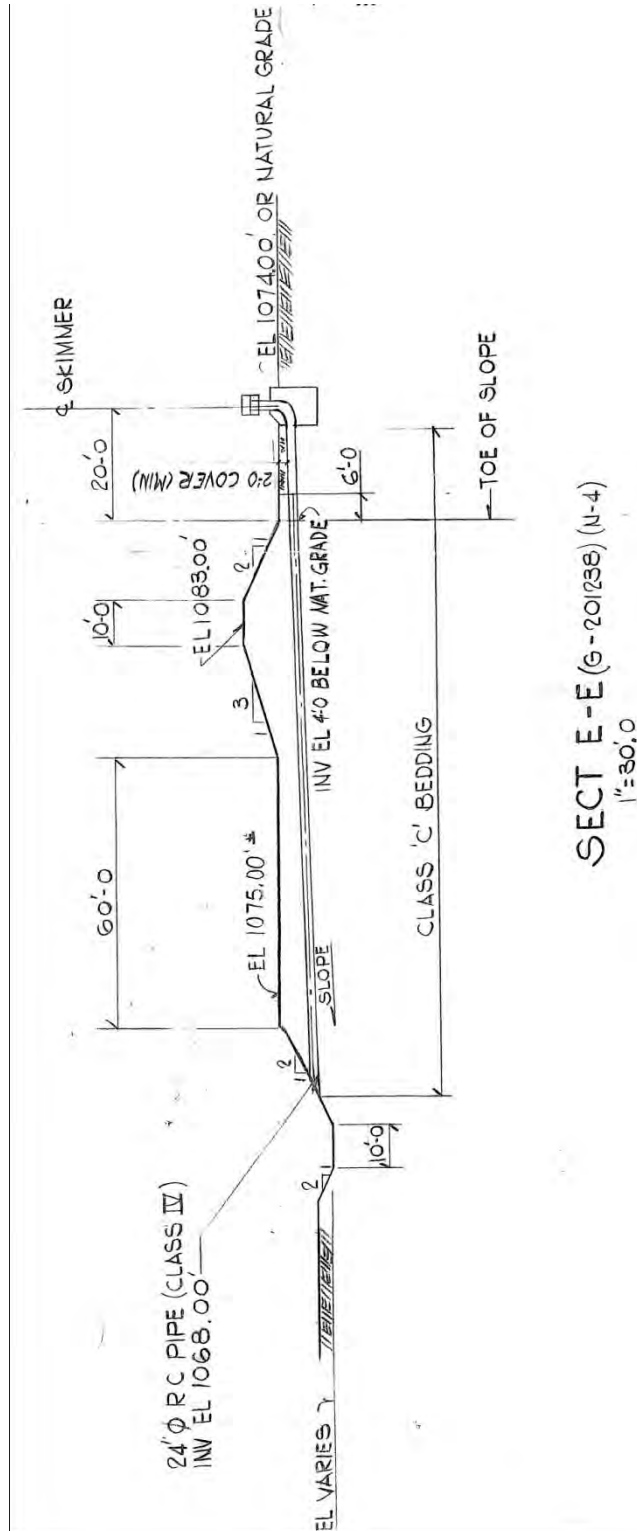 ℄ SKIMMER
20'-0
10'-0
60'-0
EL 1083.00'
2
1
2'-0 COVER (MIN)
EL 1074.00' OR NATURAL GRADE
3
1
EL 1075.00' ±
6'-0
INV EL 4'-0 BELOW NAT. GRADE
TOE OF SLOPE
SLOPE
2
1
24"Φ R C PIPE (CLASS IV)
INV EL 1068.00'
CLASS 'C' BEDDING
10'-0
2
1
EL VARIES
SECT E-E (G-201238) (N-4)
1"=30'.0